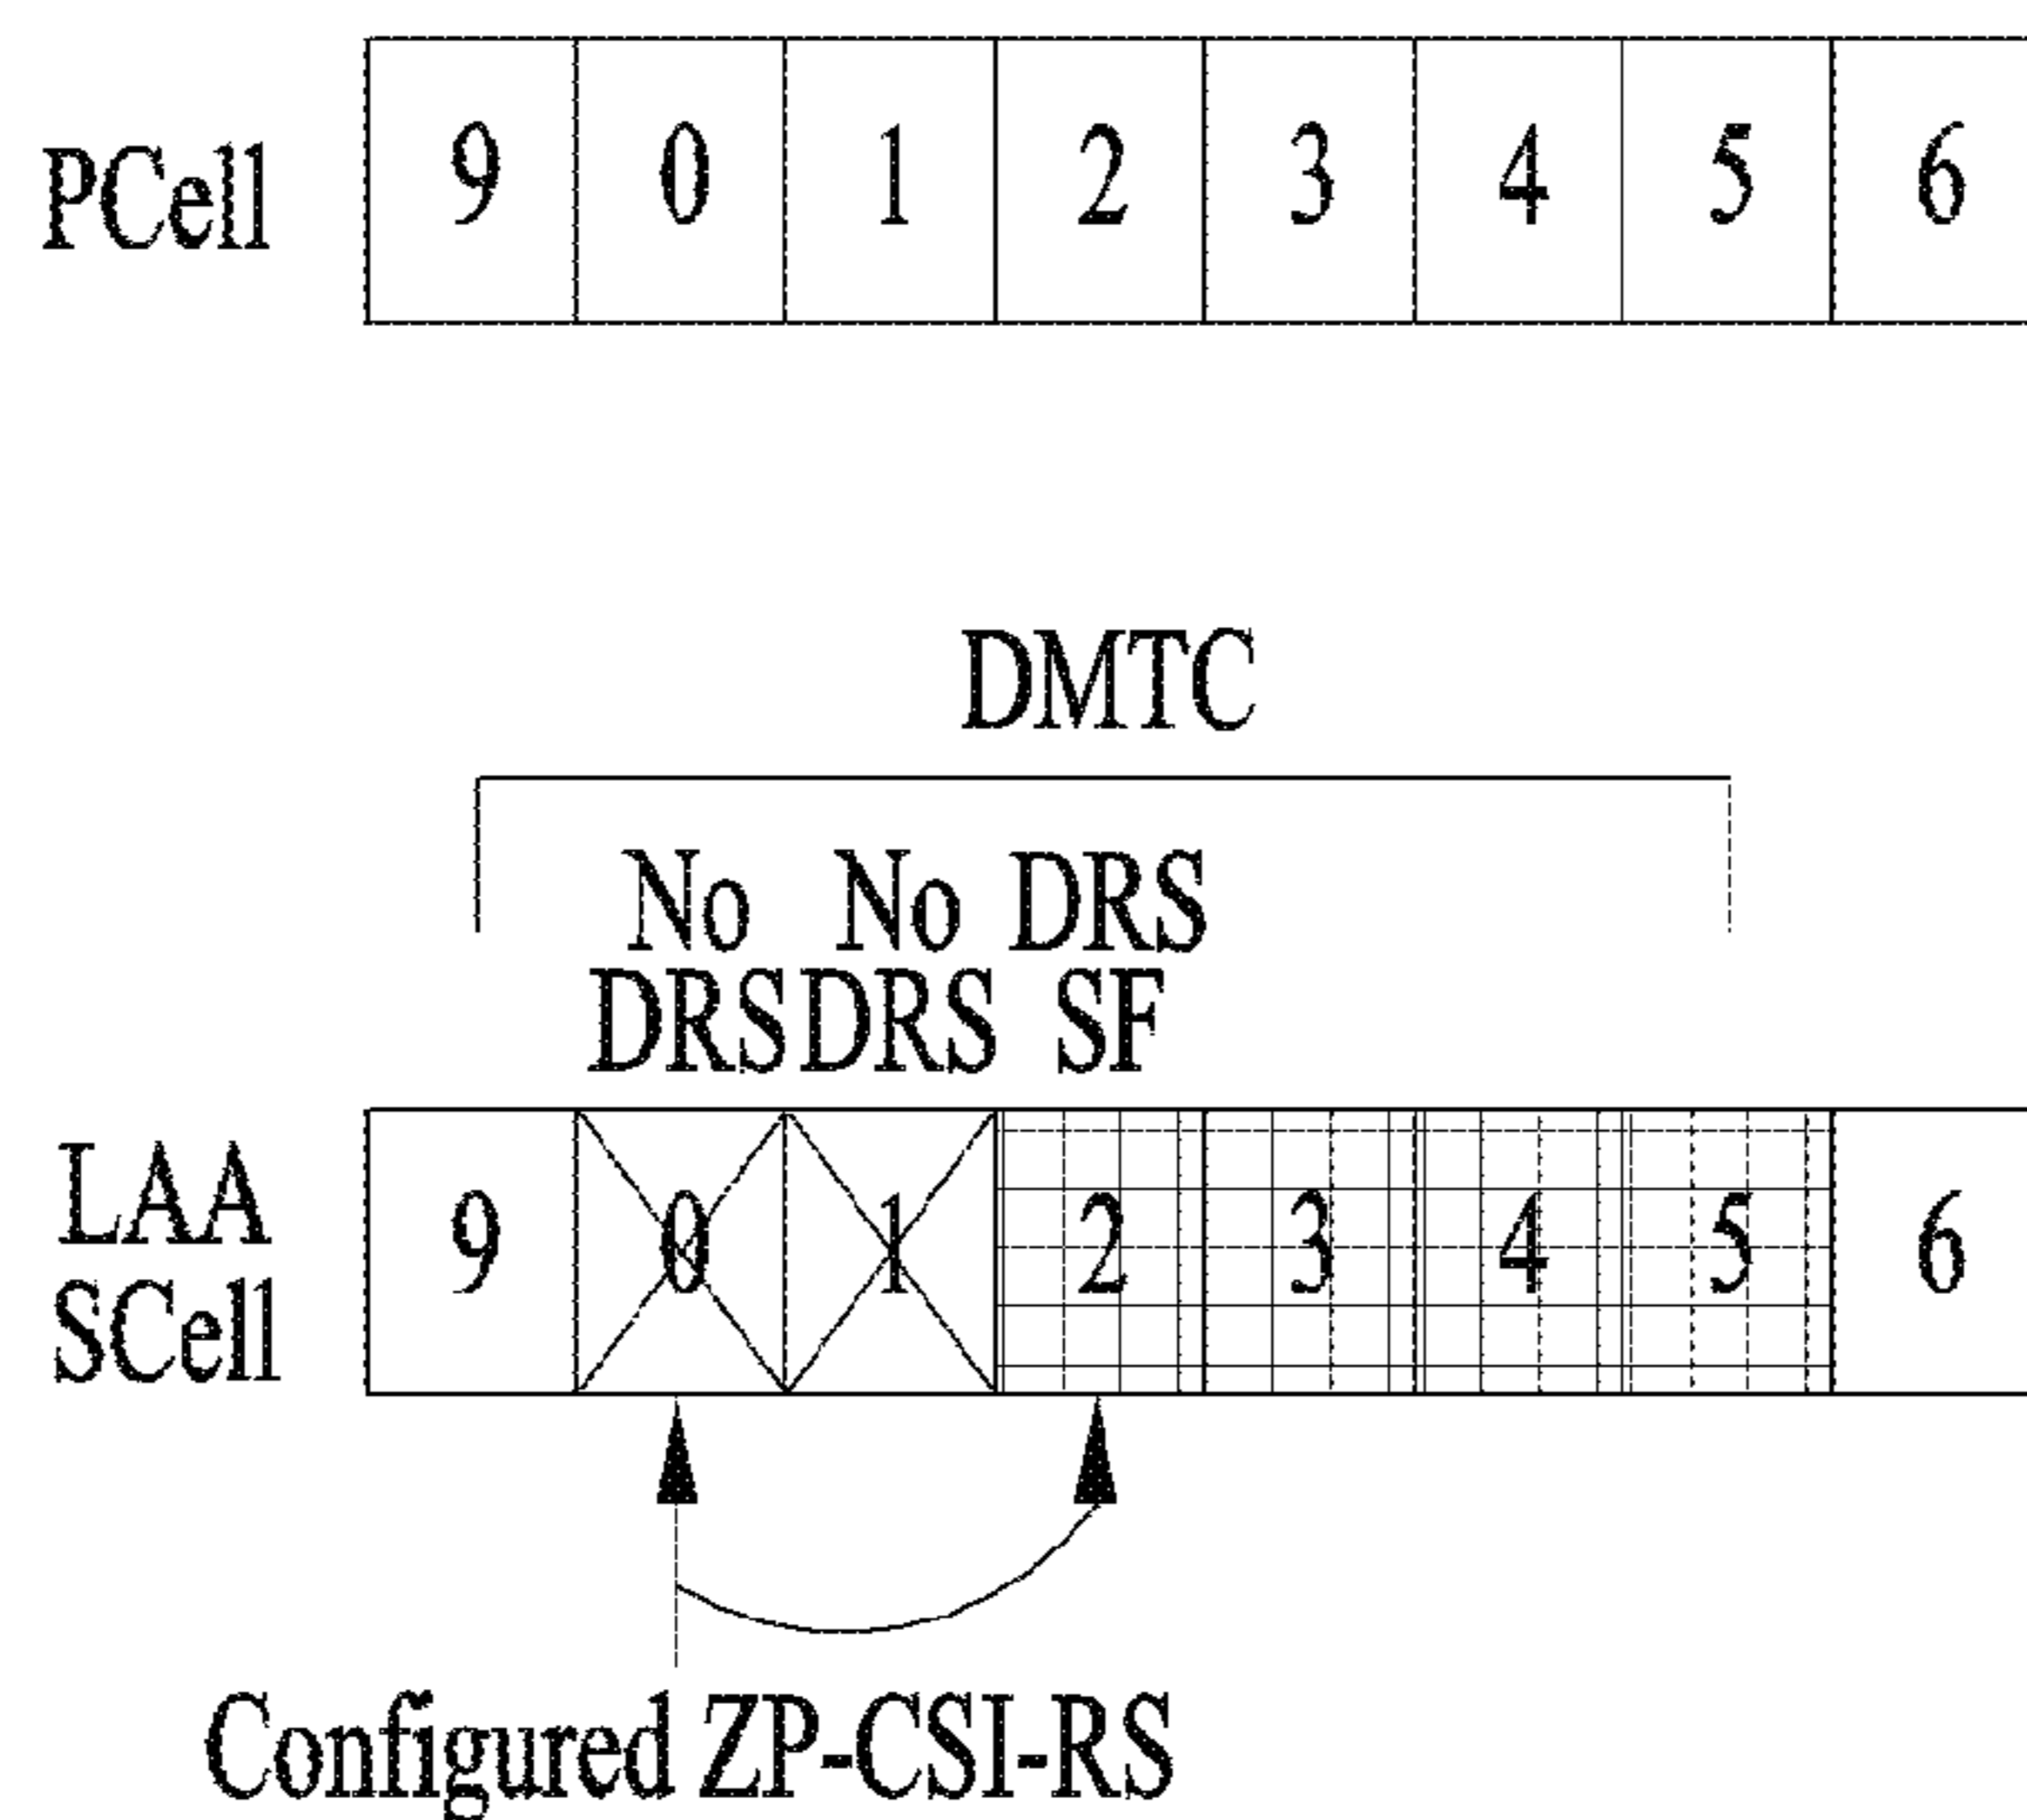 PCell 9 0 1 2 3 4 5 6
DMTC
No No DRS
DRS DRS SF
LAA
SCell
9 0 1 2 3 4 5 6
Configured ZP-CSI-RS